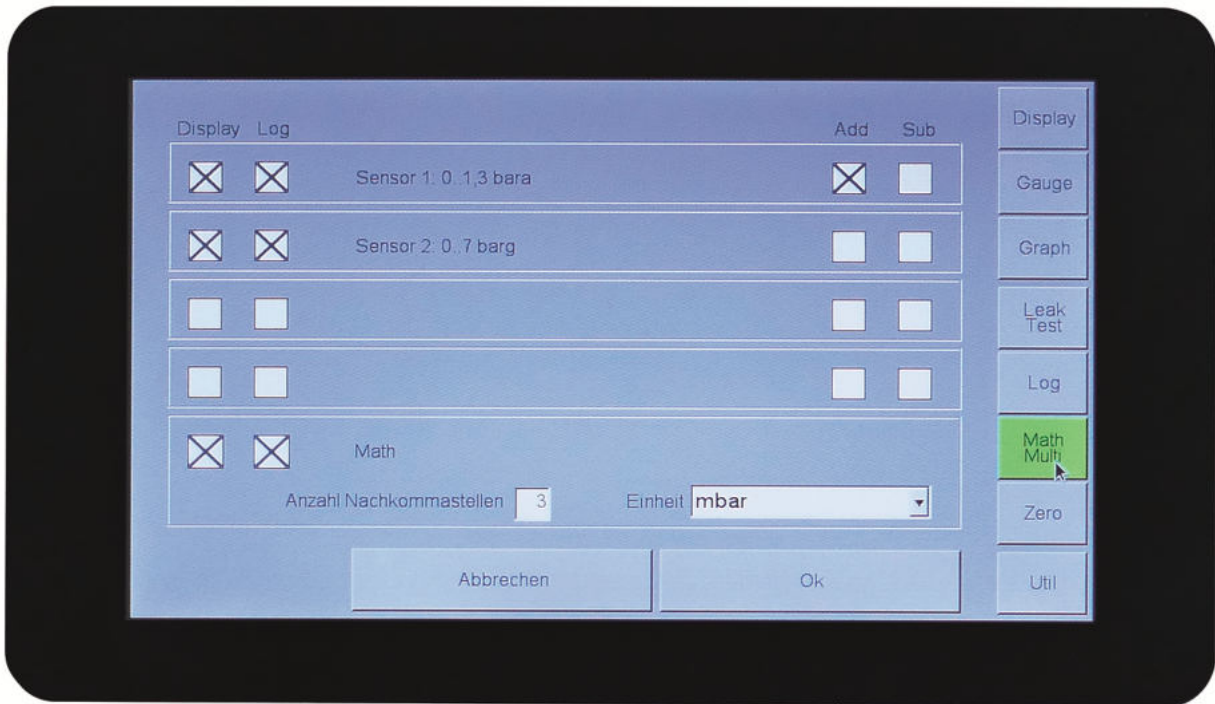 Display Log Add Sub
Sensor 1: 0..1,3 bara
Sensor 2: 0..7 barg
Math
Anzahl Nachkommastellen 3 Einheit mbar
Abbrechen Ok
Display
Gauge
Graph
Leak
Test
Log
Math
Multi
Zero
Util